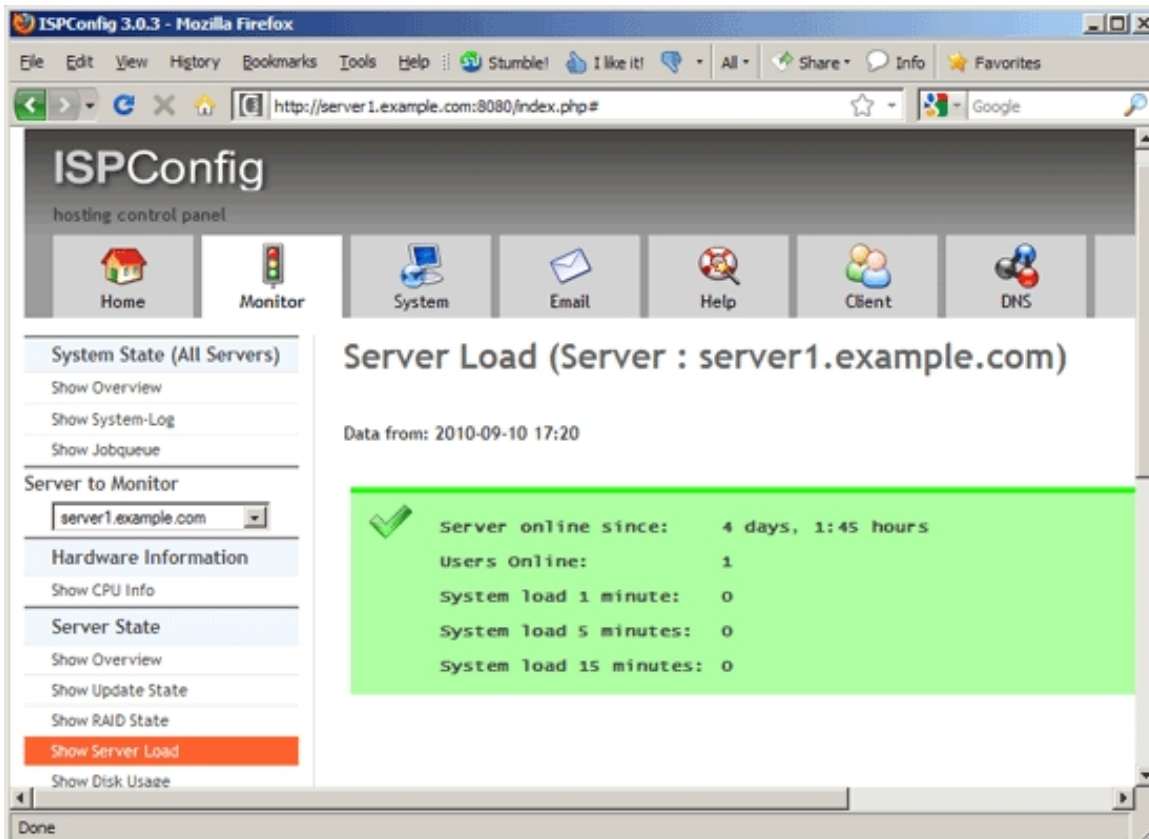 ISPConfig 3.0.3 - Mozilla Firefox
File Edit View History Bookmarks Tools Help Stumble! I like it! All Share Info Favorites
http://server1.example.com:8080/index.php# Google
ISPConfig
hosting control panel
Home Monitor System Email Help Client DNS
System State (All Servers)
Show Overview
Show System-Log
Show Jobqueue
Server to Monitor
server1.example.com
Hardware Information
Show CPU Info
Server State
Show Overview
Show Update State
Show RAID State
Show Server Load
Show Disk Usage
Server Load (Server : server1.example.com)
Data from: 2010-09-10 17:20
Server online since: 4 days, 1:45 hours
Users Online: 1
System load 1 minute: 0
System load 5 minutes: 0
System load 15 minutes: 0
Done